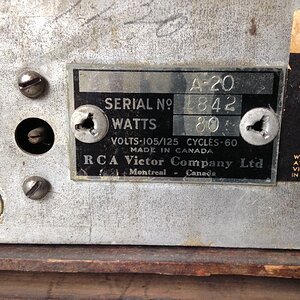 A-20
SERIAL Nº 1842
WATTS 80
VOLTS-105/125 CYCLES-60
MADE IN CANADA
RCA Victor Company Ltd
Montreal - Canada